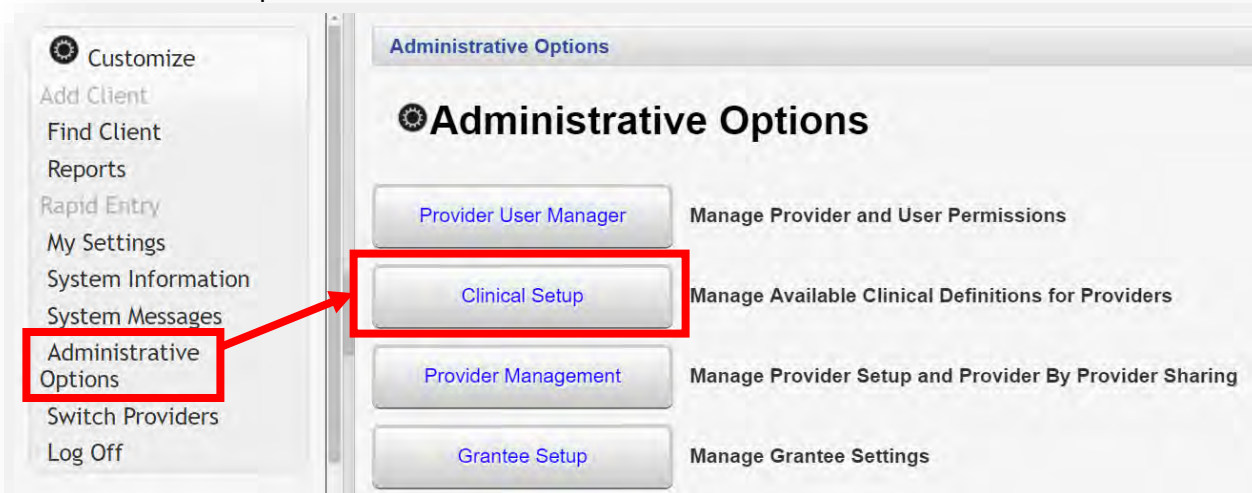 Customize
Add Client
Find Client
Reports
Rapid Entry
My Settings
System Information
System Messages
Administrative
Options
Switch Providers
Log Off
Administrative Options
Administrative Options
Provider User Manager Manage Provider and User Permissions
Clinical Setup Manage Available Clinical Definitions for Providers
Provider Management Manage Provider Setup and Provider By Provider Sharing
Grantee Setup Manage Grantee Settings